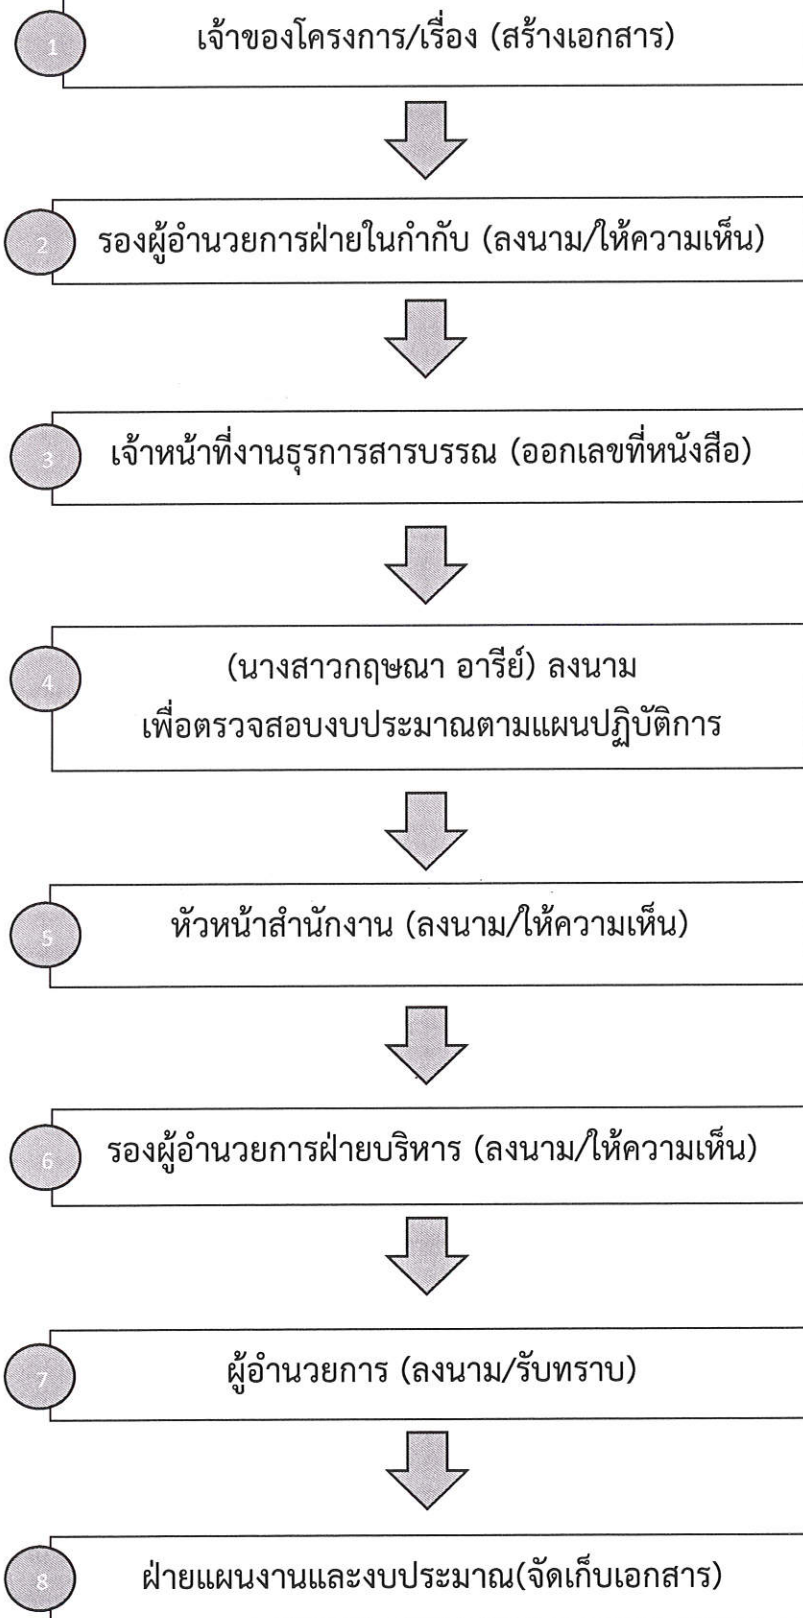 1
เจ้าของโครงการ/เรื่อง (สร้างเอกสาร)
2
รองผู้อำนวยการฝ่ายในกำกับ (ลงนาม/ให้ความเห็น)
3
เจ้าหน้าที่งานธุรการสารบรรณ (ออกเลขที่หนังสือ)
4
(นางสาวกฤษณา อารีย์) ลงนาม
เพื่อตรวจสอบงบประมาณตามแผนปฏิบัติการ
5
หัวหน้าสำนักงาน (ลงนาม/ให้ความเห็น)
6
รองผู้อำนวยการฝ่ายบริหาร (ลงนาม/ให้ความเห็น)
7
ผู้อำนวยการ (ลงนาม/รับทราบ)
8
ฝ่ายแผนงานและงบประมาณ(จัดเก็บเอกสาร)